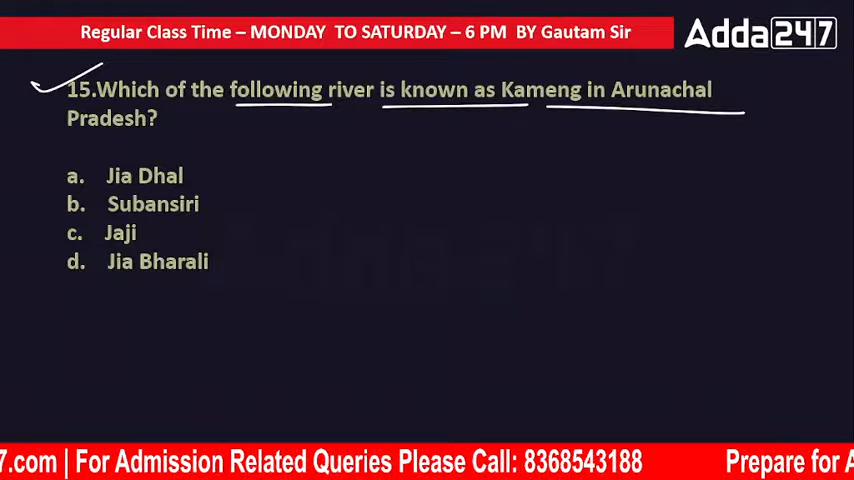 Regular Class Time – MONDAY TO SATURDAY – 6 PM BY Gautam Sir
Adda247
15.Which of the following river is known as Kameng in Arunachal
Pradesh?
a. Jia Dhal
b. Subansiri
c. Jaji
d. Jia Bharali
7.com | For Admission Related Queries Please Call: 8368543188 Prepare for A